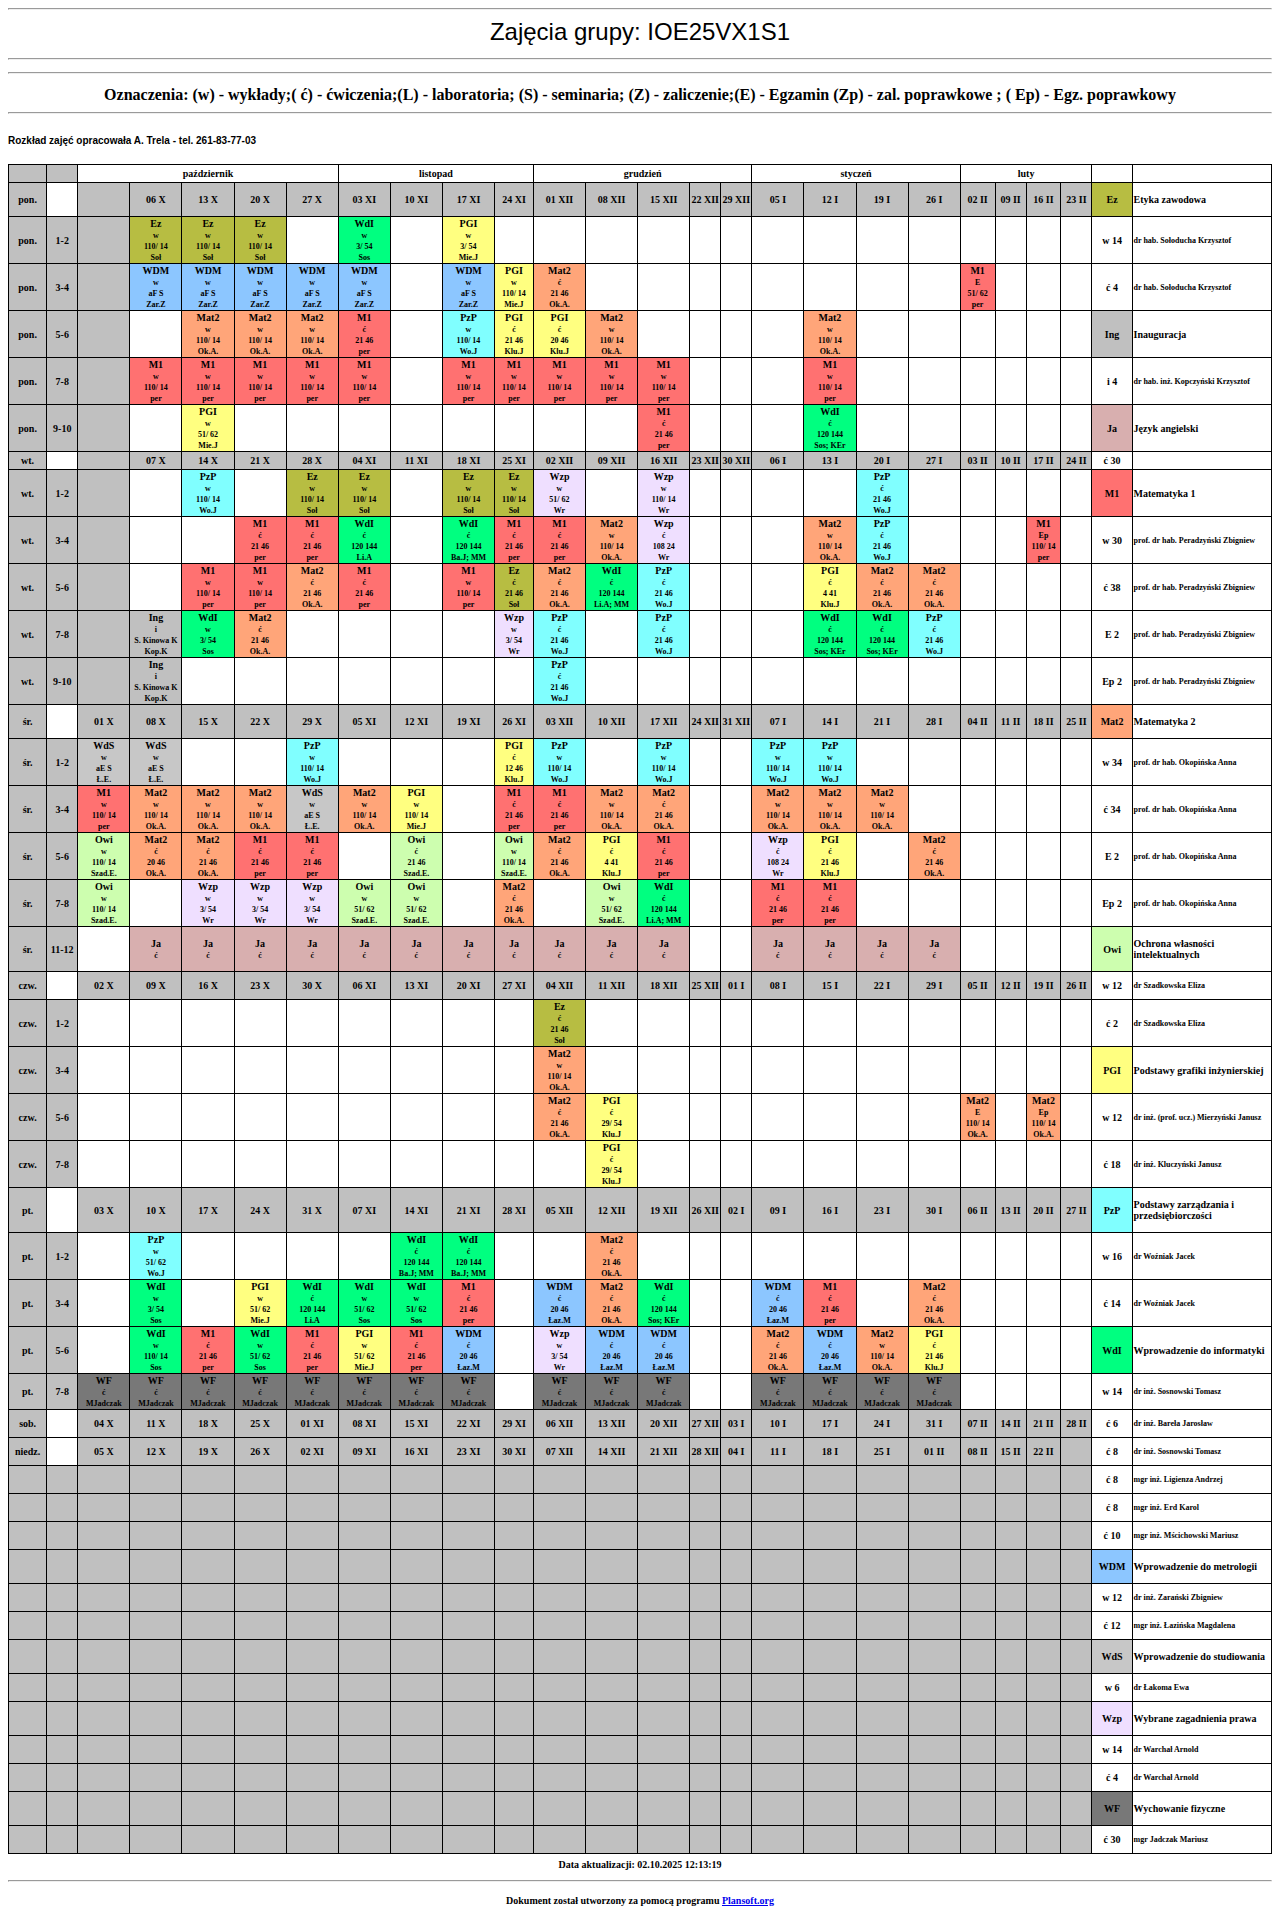 Zajęcia grupy: IOE25VX1S1
Oznaczenia: (w) - wykłady;( ć) - ćwiczenia;(L) - laboratoria; (S) - seminaria; (Z) - zaliczenie;(E) - Egzamin (Zp) - zal. poprawkowe ; ( Ep) - Egz. poprawkowy
Rozkład zajęć opracowała A. Trela - tel. 261-83-77-03
październik listopad grudzień styczeń luty
pon. 06 X 13 X 20 X 27 X 03 XI 10 XI 17 XI 24 XI 01 XII 08 XII 15 XII 22 XII 29 XII 05 I 12 I 19 I 26 I 02 II 09 II 16 II 23 II Ez Etyka zawodowa
Ez Ez Ez WdI PGI
pon. 1-2 w w w w w w 14 dr hab. Sołoducha Krzysztof
110/ 14 110/ 14 110/ 14 3/ 54 3/ 54
Soł Soł Soł Sos Mie.J
WDM WDM WDM WDM WDM WDM PGI Mat2 M1
pon. 3-4 w w w w w w w ć E ć 4 dr hab. Sołoducha Krzysztof
aF S aF S aF S aF S aF S aF S 110/ 14 21 46 51/ 62
Zar.Z Zar.Z Zar.Z Zar.Z Zar.Z Zar.Z Mie.J Ok.A. per
Mat2 Mat2 Mat2 M1 PzP PGI PGI Mat2 Mat2
pon. 5-6 w w w ć w ć ć w w Ing Inauguracja
110/ 14 110/ 14 110/ 14 21 46 110/ 14 21 46 20 46 110/ 14 110/ 14
Ok.A. Ok.A. Ok.A. per Wo.J Klu.J Klu.J Ok.A. Ok.A.
M1 M1 M1 M1 M1 M1 M1 M1 M1 M1 M1
pon. 7-8 w w w w w w w w w w w i 4 dr hab. inż. Kopczyński Krzysztof
110/ 14 110/ 14 110/ 14 110/ 14 110/ 14 110/ 14 110/ 14 110/ 14 110/ 14 110/ 14 110/ 14
per per per per per per per per per per per
PGI M1 WdI
pon. 9-10 w ć ć Ja Język angielski
51/ 62 21 46 120 144
Mie.J per Sos; KEr
wt. 07 X 14 X 21 X 28 X 04 XI 11 XI 18 XI 25 XI 02 XII 09 XII 16 XII 23 XII 30 XII 06 I 13 I 20 I 27 I 03 II 10 II 17 II 24 II ć 30
PzP Ez Ez Ez Ez Wzp Wzp PzP
wt. 1-2 w w w w w w w ć M1 Matematyka 1
110/ 14 110/ 14 110/ 14 110/ 14 110/ 14 51/ 62 110/ 14 21 46
Wo.J Soł Soł Soł Soł Wr Wr Wo.J
M1 M1 WdI WdI M1 M1 Mat2 Wzp Mat2 PzP M1
wt. 3-4 ć ć ć ć ć ć w ć w ć Ep w 30 prof. dr hab. Peradzyński Zbigniew
21 46 21 46 120 144 120 144 21 46 21 46 110/ 14 108 24 110/ 14 21 46 110/ 14
per per Li.A Ba.J; MM per per Ok.A. Wr Ok.A. Wo.J per
M1 M1 Mat2 M1 M1 Ez Mat2 WdI PzP PGI Mat2 Mat2
wt. 5-6 w w ć ć w ć ć ć ć ć ć ć ć 38 prof. dr hab. Peradzyński Zbigniew
110/ 14 110/ 14 21 46 21 46 110/ 14 21 46 21 46 120 144 21 46 4 41 21 46 21 46
per per Ok.A. per per Soł Ok.A. Li.A; MM Wo.J Klu.J Ok.A. Ok.A.
Ing WdI Mat2 Wzp PzP PzP WdI WdI PzP
wt. 7-8 i w ć w ć ć ć ć ć E 2 prof. dr hab. Peradzyński Zbigniew
S. Kinowa K 3/ 54 21 46 3/ 54 21 46 21 46 120 144 120 144 21 46
Kop.K Sos Ok.A. Wr Wo.J Wo.J Sos; KEr Sos; KEr Wo.J
Ing PzP
wt. 9-10 i ć Ep 2 prof. dr hab. Peradzyński Zbigniew
S. Kinowa K 21 46
Kop.K Wo.J
śr. 01 X 08 X 15 X 22 X 29 X 05 XI 12 XI 19 XI 26 XI 03 XII 10 XII 17 XII 24 XII 31 XII 07 I 14 I 21 I 28 I 04 II 11 II 18 II 25 II Mat2 Matematyka 2
WdS WdS PzP PGI PzP PzP PzP PzP
śr. 1-2 w w w ć w w w w w 34 prof. dr hab. Okopińska Anna
aE S aE S 110/ 14 12 46 110/ 14 110/ 14 110/ 14 110/ 14
Ł.E. Ł.E. Wo.J Klu.J Wo.J Wo.J Wo.J Wo.J
M1 Mat2 Mat2 Mat2 WdS Mat2 PGI M1 M1 Mat2 Mat2 Mat2 Mat2 Mat2
śr. 3-4 w w w w w w w ć ć w ć w w w ć 34 prof. dr hab. Okopińska Anna
110/ 14 110/ 14 110/ 14 110/ 14 aE S 110/ 14 110/ 14 21 46 21 46 110/ 14 21 46 110/ 14 110/ 14 110/ 14
per Ok.A. Ok.A. Ok.A. Ł.E. Ok.A. Mie.J per per Ok.A. Ok.A. Ok.A. Ok.A. Ok.A.
Owi Mat2 Mat2 M1 M1 Owi Owi Mat2 PGI M1 Wzp PGI Mat2
śr. 5-6 w ć ć ć ć ć w ć ć ć ć ć ć E 2 prof. dr hab. Okopińska Anna
110/ 14 20 46 21 46 21 46 21 46 21 46 110/ 14 21 46 4 41 21 46 108 24 21 46 21 46
Szad.E. Ok.A. Ok.A. per per Szad.E. Szad.E. Ok.A. Klu.J per Wr Klu.J Ok.A.
Owi Wzp Wzp Wzp Owi Owi Mat2 Owi WdI M1 M1
śr. 7-8 w w w w w w ć w ć ć ć Ep 2 prof. dr hab. Okopińska Anna
110/ 14 3/ 54 3/ 54 3/ 54 51/ 62 51/ 62 21 46 51/ 62 120 144 21 46 21 46
Szad.E. Wr Wr Wr Szad.E. Szad.E. Ok.A. Szad.E. Li.A; MM per per
śr. 11-12 Ja Ja Ja Ja Ja Ja Ja Ja Ja Ja Ja Ja Ja Ja Ja Owi Ochrona własności intelektualnych
ć ć ć ć ć ć ć ć ć ć ć ć ć ć ć
czw. 02 X 09 X 16 X 23 X 30 X 06 XI 13 XI 20 XI 27 XI 04 XII 11 XII 18 XII 25 XII 01 I 08 I 15 I 22 I 29 I 05 II 12 II 19 II 26 II w 12 dr Szadkowska Eliza
Ez
czw. 1-2 ć ć 2 dr Szadkowska Eliza
21 46
Soł
Mat2
czw. 3-4 w PGI Podstawy grafiki inżynierskiej
110/ 14
Ok.A.
Mat2 PGI Mat2 Mat2
czw. 5-6 ć ć E Ep w 12 dr inż. (prof. ucz.) Mierzyński Janusz
21 46 29/ 54 110/ 14 110/ 14
Ok.A. Klu.J Ok.A. Ok.A.
PGI
czw. 7-8 ć ć 18 dr inż. Kluczyński Janusz
29/ 54
Klu.J
pt. 03 X 10 X 17 X 24 X 31 X 07 XI 14 XI 21 XI 28 XI 05 XII 12 XII 19 XII 26 XII 02 I 09 I 16 I 23 I 30 I 06 II 13 II 20 II 27 II PzP Podstawy zarządzania i przedsiębiorczości
PzP WdI WdI Mat2
pt. 1-2 w ć ć ć w 16 dr Woźniak Jacek
51/ 62 120 144 120 144 21 46
Wo.J Ba.J; MM Ba.J; MM Ok.A.
WdI PGI WdI WdI WdI M1 WDM Mat2 WdI WDM M1 Mat2
pt. 3-4 w w ć w w ć ć ć ć ć ć ć ć 14 dr Woźniak Jacek
3/ 54 51/ 62 120 144 51/ 62 51/ 62 21 46 20 46 21 46 120 144 20 46 21 46 21 46
Sos Mie.J Li.A Sos Sos per Łaz.M Ok.A. Sos; KEr Łaz.M per Ok.A.
WdI M1 WdI M1 PGI M1 WDM Wzp WDM WDM Mat2 WDM Mat2 PGI
pt. 5-6 w ć w ć w ć ć w ć ć ć ć w ć WdI Wprowadzenie do informatyki
110/ 14 21 46 51/ 62 21 46 51/ 62 21 46 20 46 3/ 54 20 46 20 46 21 46 20 46 110/ 14 21 46
Sos per Sos per Mie.J per Łaz.M Wr Łaz.M Łaz.M Ok.A. Łaz.M Ok.A. Klu.J
WF WF WF WF WF WF WF WF WF WF WF WF WF WF WF
pt. 7-8 ć ć ć ć ć ć ć ć ć ć ć ć ć ć ć w 14 dr inż. Sosnowski Tomasz
MJadczak MJadczak MJadczak MJadczak MJadczak MJadczak MJadczak MJadczak MJadczak MJadczak MJadczak MJadczak MJadczak MJadczak MJadczak
sob. 04 X 11 X 18 X 25 X 01 XI 08 XI 15 XI 22 XI 29 XI 06 XII 13 XII 20 XII 27 XII 03 I 10 I 17 I 24 I 31 I 07 II 14 II 21 II 28 II ć 6 dr inż. Bareła Jarosław
niedz. 05 X 12 X 19 X 26 X 02 XI 09 XI 16 XI 23 XI 30 XI 07 XII 14 XII 21 XII 28 XII 04 I 11 I 18 I 25 I 01 II 08 II 15 II 22 II ć 8 dr inż. Sosnowski Tomasz
ć 8 mgr inż. Ligienza Andrzej
ć 8 mgr inż. Erd Karol
ć 10 mgr inż. Mścichowski Mariusz
WDM Wprowadzenie do metrologii
w 12 dr inż. Zarański Zbigniew
ć 12 mgr inż. Łazińska Magdalena
WdS Wprowadzenie do studiowania
w 6 dr Łakoma Ewa
Wzp Wybrane zagadnienia prawa
w 14 dr Warchał Arnold
ć 4 dr Warchał Arnold
WF Wychowanie fizyczne
ć 30 mgr Jadczak Mariusz
Data aktualizacji: 02.10.2025 12:13:19
Dokument został utworzony za pomocą programu Plansoft.org